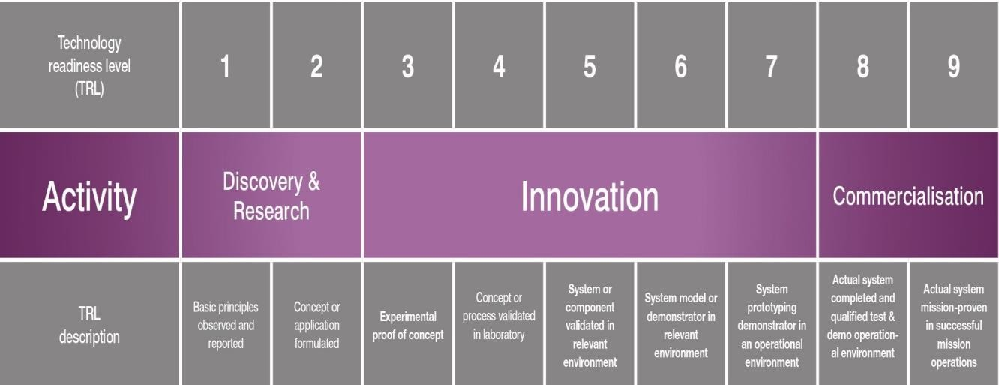 Technology
readiness level
(TRL)
1
2
3
4
5
6
7
8
9
Activity
Discovery &
Research
Innovation
Commercialisation
TRL
description
Basic principles
observed and
reported
Concept or
application
formulated
Experimental
proof of concept
Concept or
process validated
in laboratory
System or
component
validated in
relevant
environment
System model or
demonstrator in
relevant
environment
System
prototyping
demonstrator in
an operational
environment
Actual system
completed and
qualified test &
demo operation-
al environment
Actual system
mission-proven
in successful
mission
operations